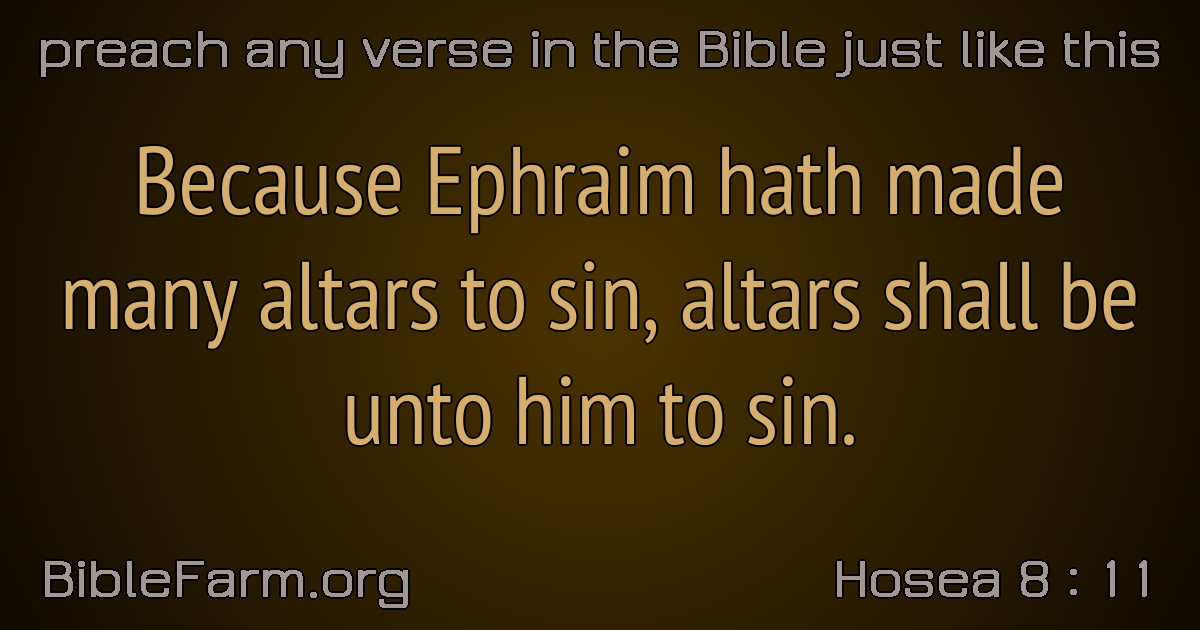 preach any verse in the Bible just like this
Because Ephraim hath made
many altars to sin, altars shall be
unto him to sin.
BibleFarm.org
Hosea 8 : 11